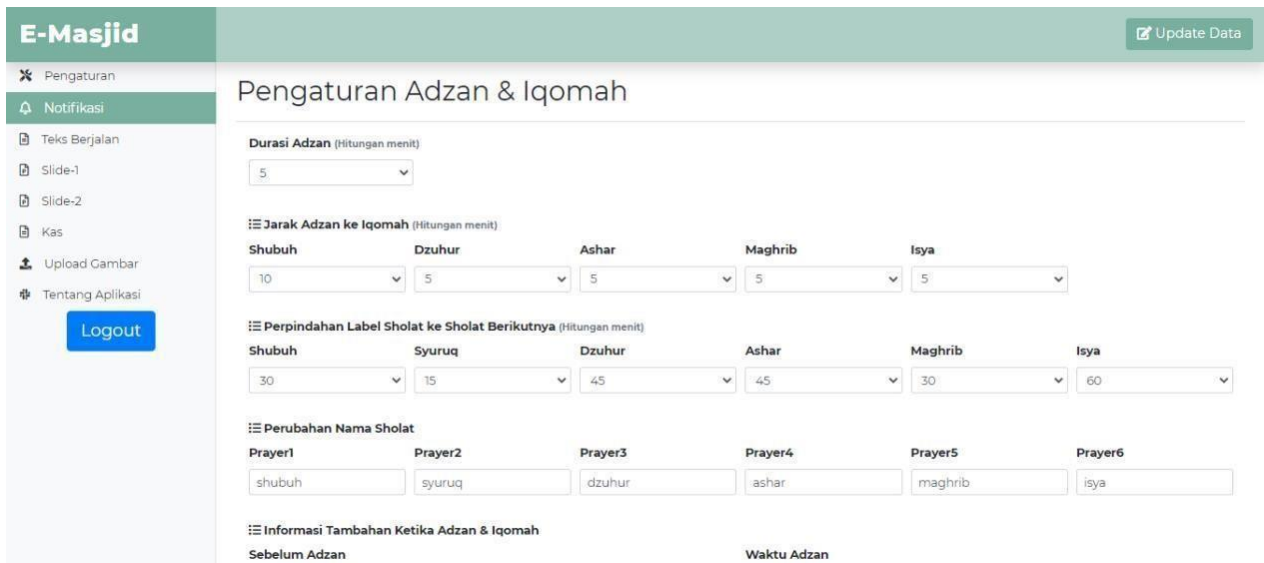 E-Masjid
Update Data
Pengaturan
Notifikasi
Teks Berjalan
Slide-1
Slide-2
Kas
Upload Gambar
Tentang Aplikasi
Logout
Pengaturan Adzan & Iqomah
Durasi Adzan (Hitungan menit)
5
Jarak Adzan ke Iqomah (Hitungan menit)
Shubuh Dzuhur Ashar Maghrib Isya
10 5 5 5 5
Perpindahan Label Sholat ke Sholat Berikutnya (Hitungan menit)
Shubuh Syuruq Dzuhur Ashar Maghrib Isya
30 15 45 45 30 60
Perubahan Nama Sholat
Prayer1 Prayer2 Prayer3 Prayer4 Prayer5 Prayer6
shubuh syuruq dzuhur ashar maghrib isya
Informasi Tambahan Ketika Adzan & Iqomah
Sebelum Adzan Waktu Adzan